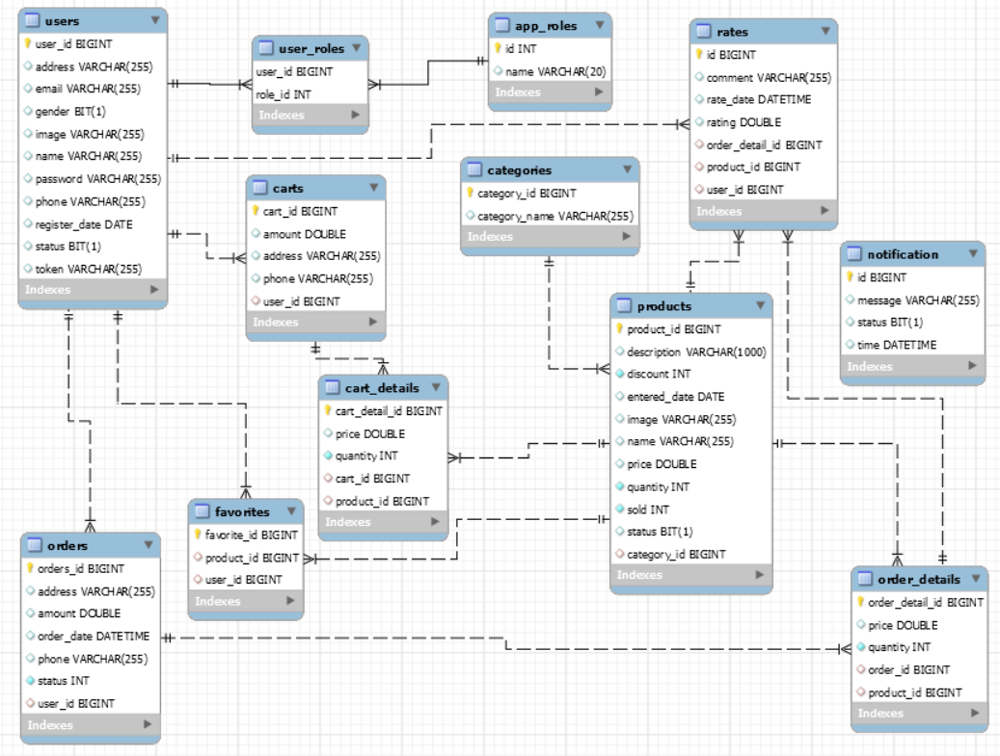 users
user_id BIGINT
address VARCHAR(255)
email VARCHAR(255)
gender BIT(1)
image VARCHAR(255)
name VARCHAR(255)
password VARCHAR(255)
phone VARCHAR(255)
register_date DATE
status BIT(1)
token VARCHAR(255)
Indexes
user_roles
user_id BIGINT
role_id INT
Indexes
app_roles
id INT
name VARCHAR(20)
Indexes
rates
id BIGINT
comment VARCHAR(255)
rate_date DATETIME
rating DOUBLE
order_detail_id BIGINT
product_id BIGINT
user_id BIGINT
Indexes
carts
cart_id BIGINT
amount DOUBLE
address VARCHAR(255)
phone VARCHAR(255)
user_id BIGINT
Indexes
categories
category_id BIGINT
category_name VARCHAR(255)
Indexes
notification
id BIGINT
message VARCHAR(255)
status BIT(1)
time DATETIME
Indexes
products
product_id BIGINT
description VARCHAR(1000)
discount INT
entered_date DATE
image VARCHAR(255)
name VARCHAR(255)
price DOUBLE
quantity INT
sold INT
status BIT(1)
category_id BIGINT
Indexes
cart_details
cart_detail_id BIGINT
price DOUBLE
quantity INT
cart_id BIGINT
product_id BIGINT
Indexes
favorites
favorite_id BIGINT
product_id BIGINT
user_id BIGINT
Indexes
orders
orders_id BIGINT
address VARCHAR(255)
amount DOUBLE
order_date DATETIME
phone VARCHAR(255)
status INT
user_id BIGINT
Indexes
order_details
order_detail_id BIGINT
price DOUBLE
quantity INT
order_id BIGINT
product_id BIGINT
Indexes